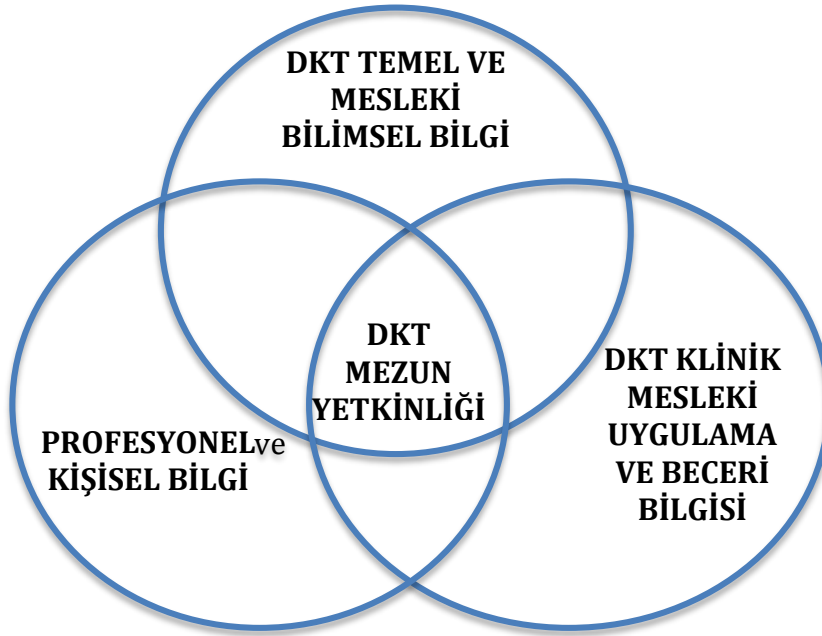 DKT TEMEL VE
MESLEKİ
BİLİMSEL BİLGİ
DKT
MEZUN
YETKİNLİĞİ
PROFESYONELve
KİŞİSEL BİLGİ
DKT KLİNİK
MESLEKİ
UYGULAMA
VE BECERİ
BİLGİSİ